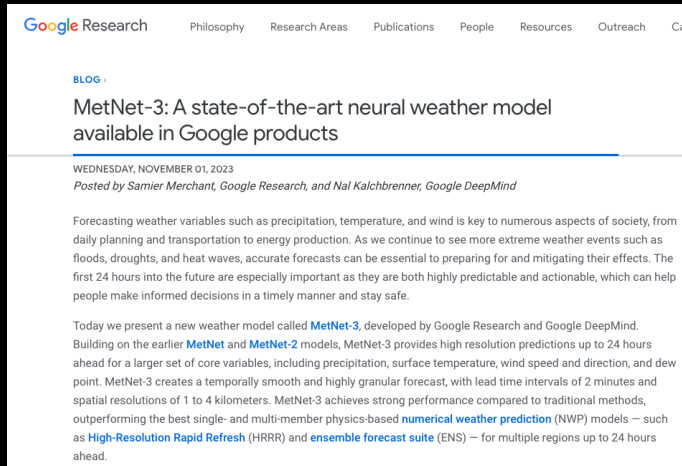 Google Research
Philosophy
Research Areas
Publications
People
Resources
Outreach
BLOG ›
MetNet-3: A state-of-the-art neural weather model
available in Google products
WEDNESDAY, NOVEMBER 01, 2023
Posted by Samier Merchant, Google Research, and Nal Kalchbrenner, Google DeepMind
Forecasting weather variables such as precipitation, temperature, and wind is key to numerous aspects of society, from
daily planning and transportation to energy production. As we continue to see more extreme weather events such as
floods, droughts, and heat waves, accurate forecasts can be essential to preparing for and mitigating their effects. The
first 24 hours into the future are especially important as they are both highly predictable and actionable, which can help
people make informed decisions in a timely manner and stay safe.
Today we present a new weather model called MetNet-3, developed by Google Research and Google DeepMind.
Building on the earlier MetNet and MetNet-2 models, MetNet-3 provides high resolution predictions up to 24 hours
ahead for a larger set of core variables, including precipitation, surface temperature, wind speed and direction, and dew
point. MetNet-3 creates a temporally smooth and highly granular forecast, with lead time intervals of 2 minutes and
spatial resolutions of 1 to 4 kilometers. MetNet-3 achieves strong performance compared to traditional methods,
outperforming the best single- and multi-member physics-based numerical weather prediction (NWP) models — such
as High-Resolution Rapid Refresh (HRRR) and ensemble forecast suite (ENS) — for multiple regions up to 24 hours
ahead.